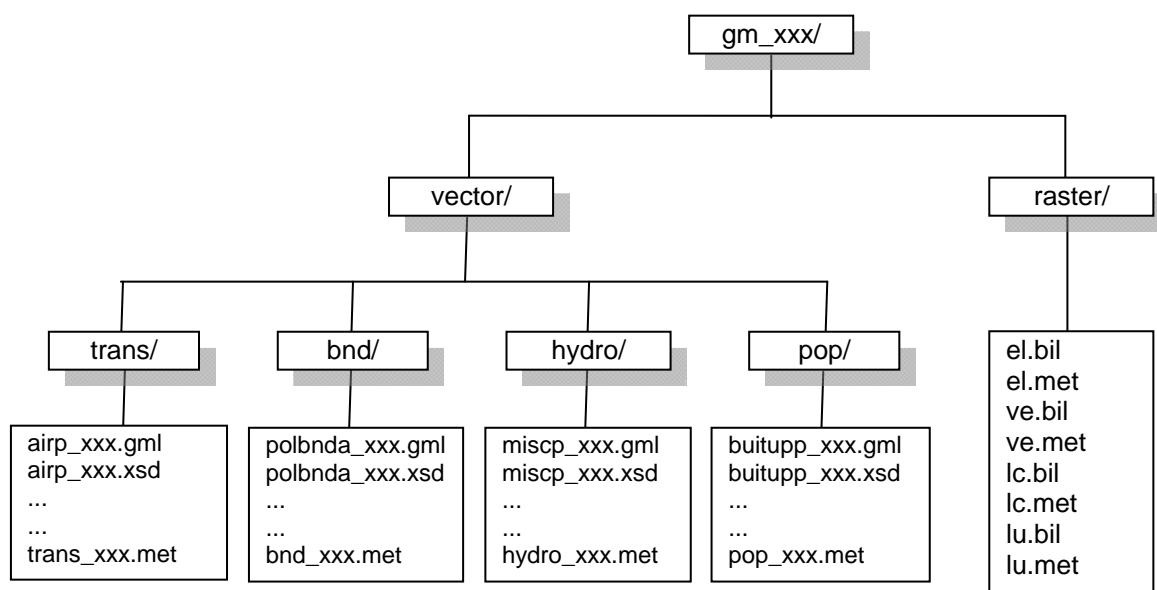 gm_xxx/
vector/
raster/
trans/
bnd/
hydro/
pop/
airp_xxx.gml
airp_xxx.xsd
...
...
trans_xxx.met
polbnda_xxx.gml
polbnda_xxx.xsd
...
...
bnd_xxx.met
miscp_xxx.gml
miscp_xxx.xsd
...
...
hydro_xxx.met
buitupp_xxx.gml
buitupp_xxx.xsd
...
...
pop_xxx.met
el.bil
el.met
ve.bil
ve.met
lc.bil
lc.met
lu.bil
lu.met